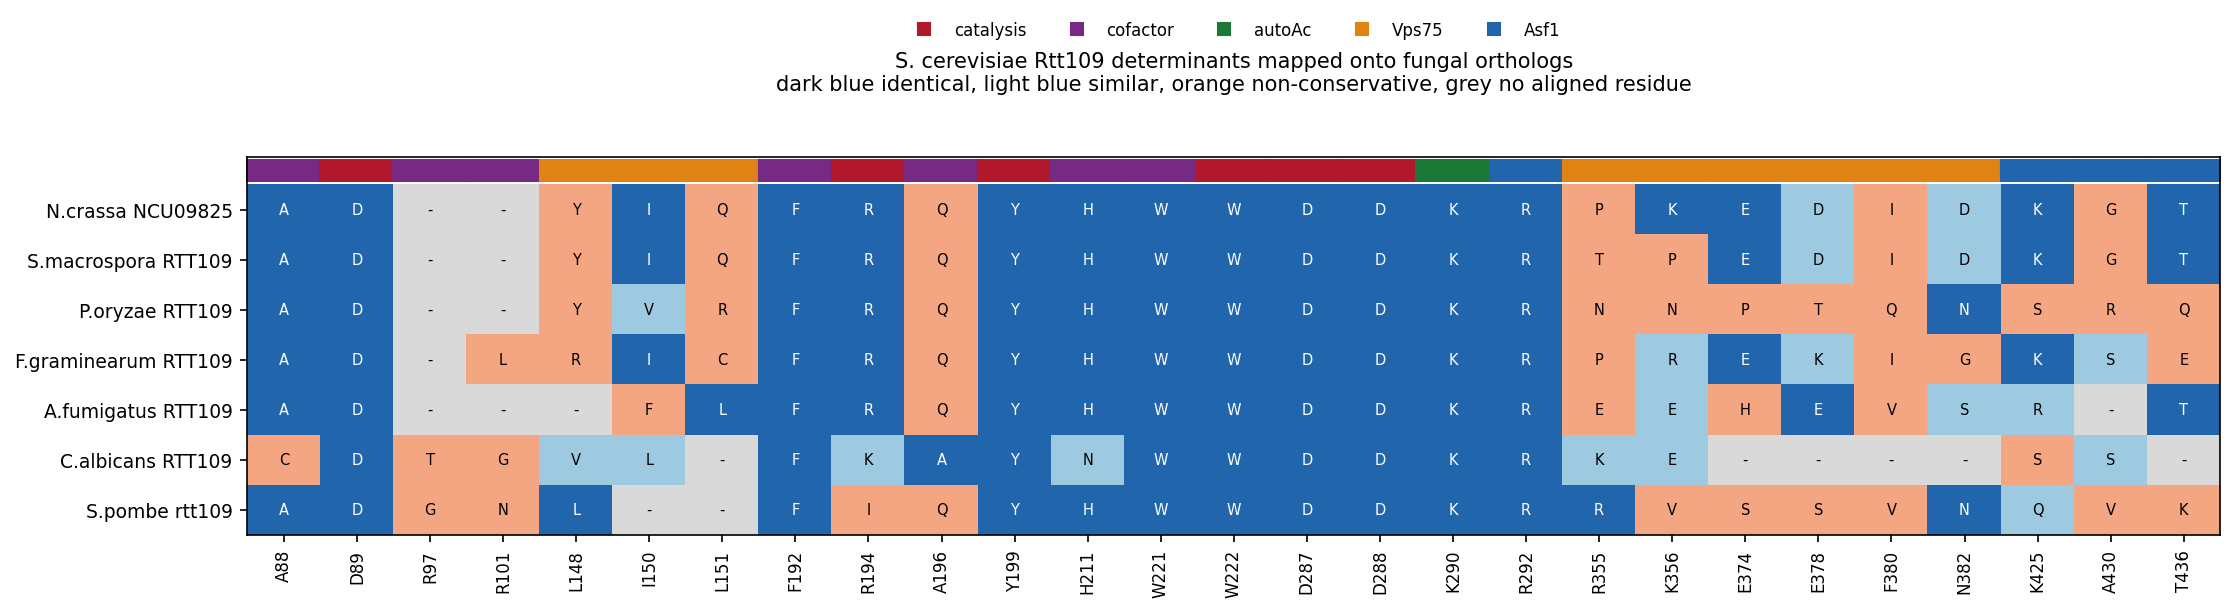 catalysis cofactor autoAc Vps75 Asf1
S. cerevisiae Rtt109 determinants mapped onto fungal orthologs
dark blue identical, light blue similar, orange non-conservative, grey no aligned residue
N.crassa NCU09825 A D - - Y I Q F R Q Y H W W D D K R P K E D I D K G T
S.macrospora RTT109 A D - - Y I Q F R Q Y H W W D D K R T P E D I D K G T
P.oryzae RTT109 A D - - Y V R F R Q Y H W W D D K R N N P T Q N S R Q
F.graminearum RTT109 A D - L R I C F R Q Y H W W D D K R P R E K I G K S E
A.fumigatus RTT109 A D - - - F L F R Q Y H W W D D K R E E H E V S R - T
C.albicans RTT109 C D T G V L - F K A Y N W W D D K R K E - - - - S S -
S.pombe rtt109 A D G N L - - F I Q Y H W W D D K R R V S S V N Q V K
A88 D89 R97 R101 L148 I150 L151 F192 R194 A196 Y199 H211 W221 W222 D287 D288 K290 R292 R355 K356 E374 E378 F380 N382 K425 A430 T436